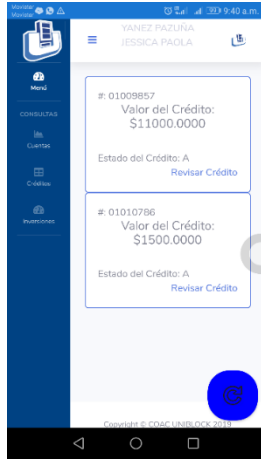 Movistar
Movistar
39 9:40 a.m.
YANEZ PAZUÑA
JESSICA PAOLA
Menú
CONSULTAS
Cuentas
Créditos
Inversiones
#: 01009857
Valor del Crédito:
$11000.0000
Estado del Crédito: A
Revisar Crédito
#: 01010786
Valor del Crédito:
$1500.0000
Estado del Crédito: A
Revisar Crédito
Copyright © COAC UNIBLOCK 2019